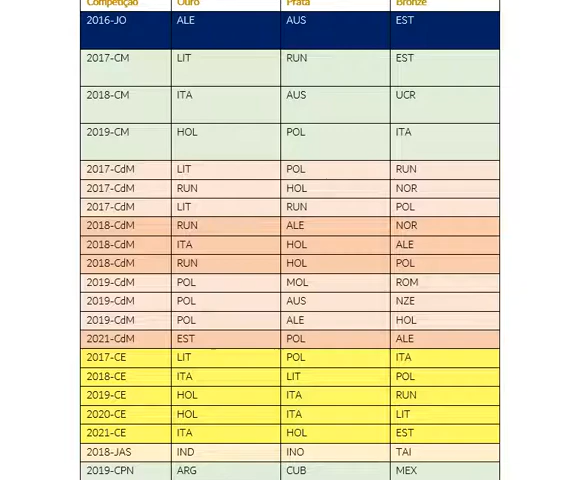 Competição Ouro Prata Bronze
2016-JO ALE AUS EST
2017-CM LIT RUN EST
2018-CM ITA AUS UCR
2019-CM HOL POL ITA
2017-CdM LIT POL RUN
2017-CdM RUN HOL NOR
2017-CdM LIT RUN POL
2018-CdM RUN ALE NOR
2018-CdM ITA HOL ALE
2018-CdM RUN HOL POL
2019-CdM POL MOL ROM
2019-CdM POL AUS NZE
2019-CdM POL ALE HOL
2021-CdM EST POL ALE
2017-CE LIT POL ITA
2018-CE ITA LIT POL
2019-CE HOL ITA RUN
2020-CE HOL ITA LIT
2021-CE ITA HOL EST
2018-JAS IND INO TAI
2019-CPN ARG CUB MEX